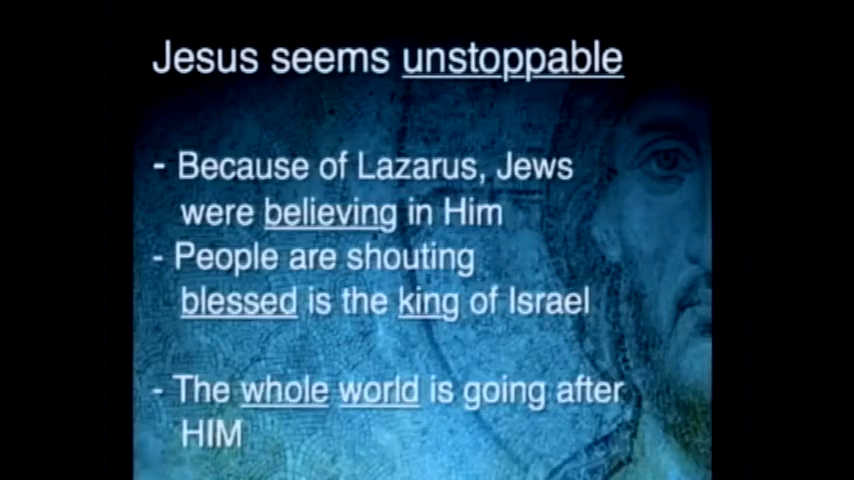 Jesus seems unstoppable
- Because of Lazarus, Jews
were believing in Him
- People are shouting
blessed is the king of Israel
- The whole world is going after
HIM